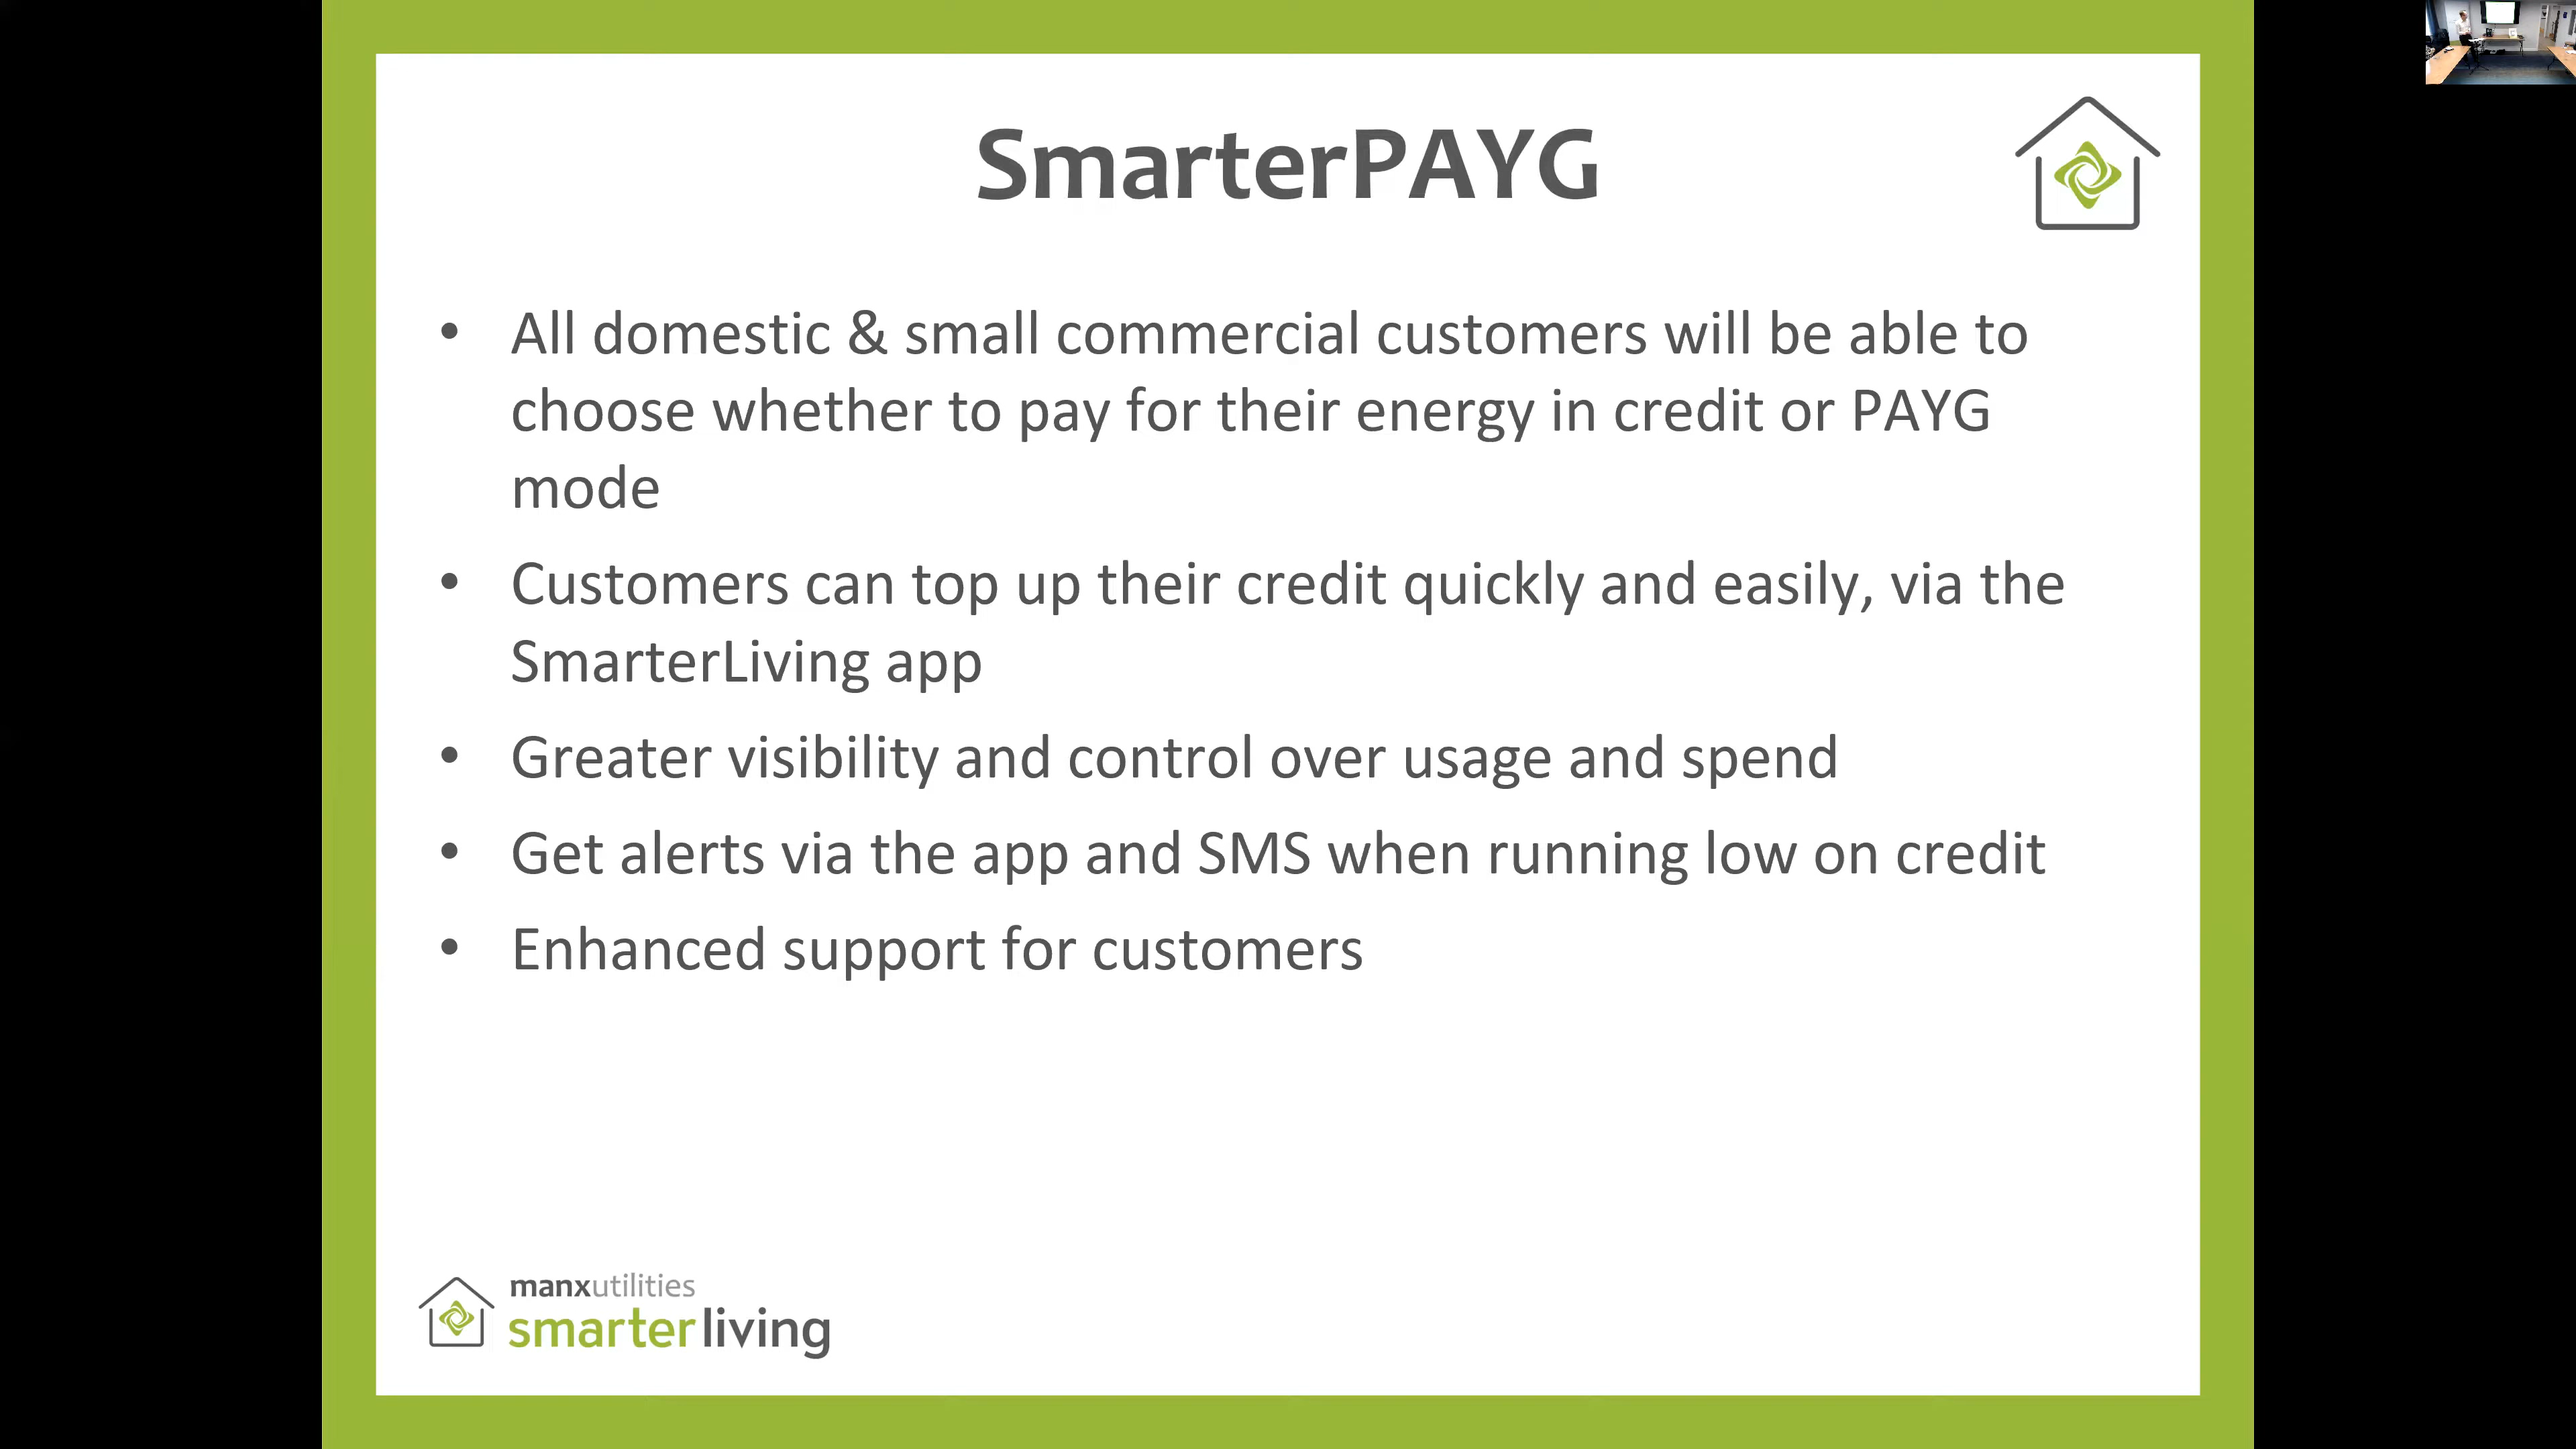 SmarterPAYG
• All domestic & small commercial customers will be able to
choose whether to pay for their energy in credit or PAYG
mode
• Customers can top up their credit quickly and easily, via the
SmarterLiving app
• Greater visibility and control over usage and spend
• Get alerts via the app and SMS when running low on credit
• Enhanced support for customers
manxutilities
smarterliving